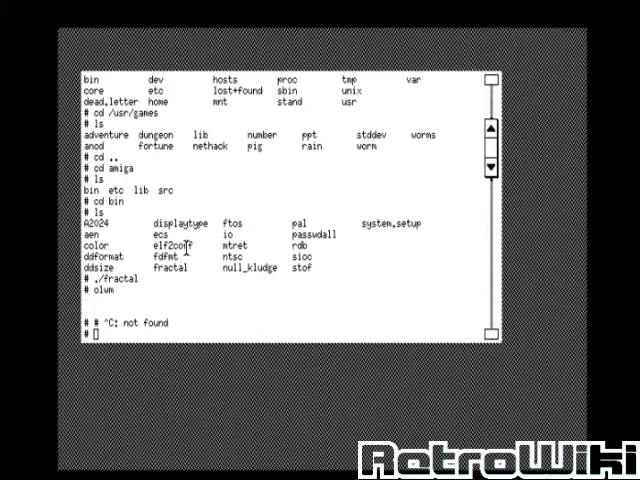 bin dev hosts proc tmp var
core etc lost+found sbin unix
dead.letter home mnt stand usr
# cd /usr/games
# ls
adventure dungeon lib number ppt stddev worms
anod fortune nethack pig rain worm
# cd ..
# cd amiga
# ls
bin etc lib src
# cd bin
# ls
A2024 displaytype ftos pal system.setup
aen ecs io passwdall
color elf2coff mtret rdb
ddformat fdfmt ntsc sioc
ddsize fractal null_kludge stof
# ./fractal
# olwm
# # ^C: not found
#
RetroWiki